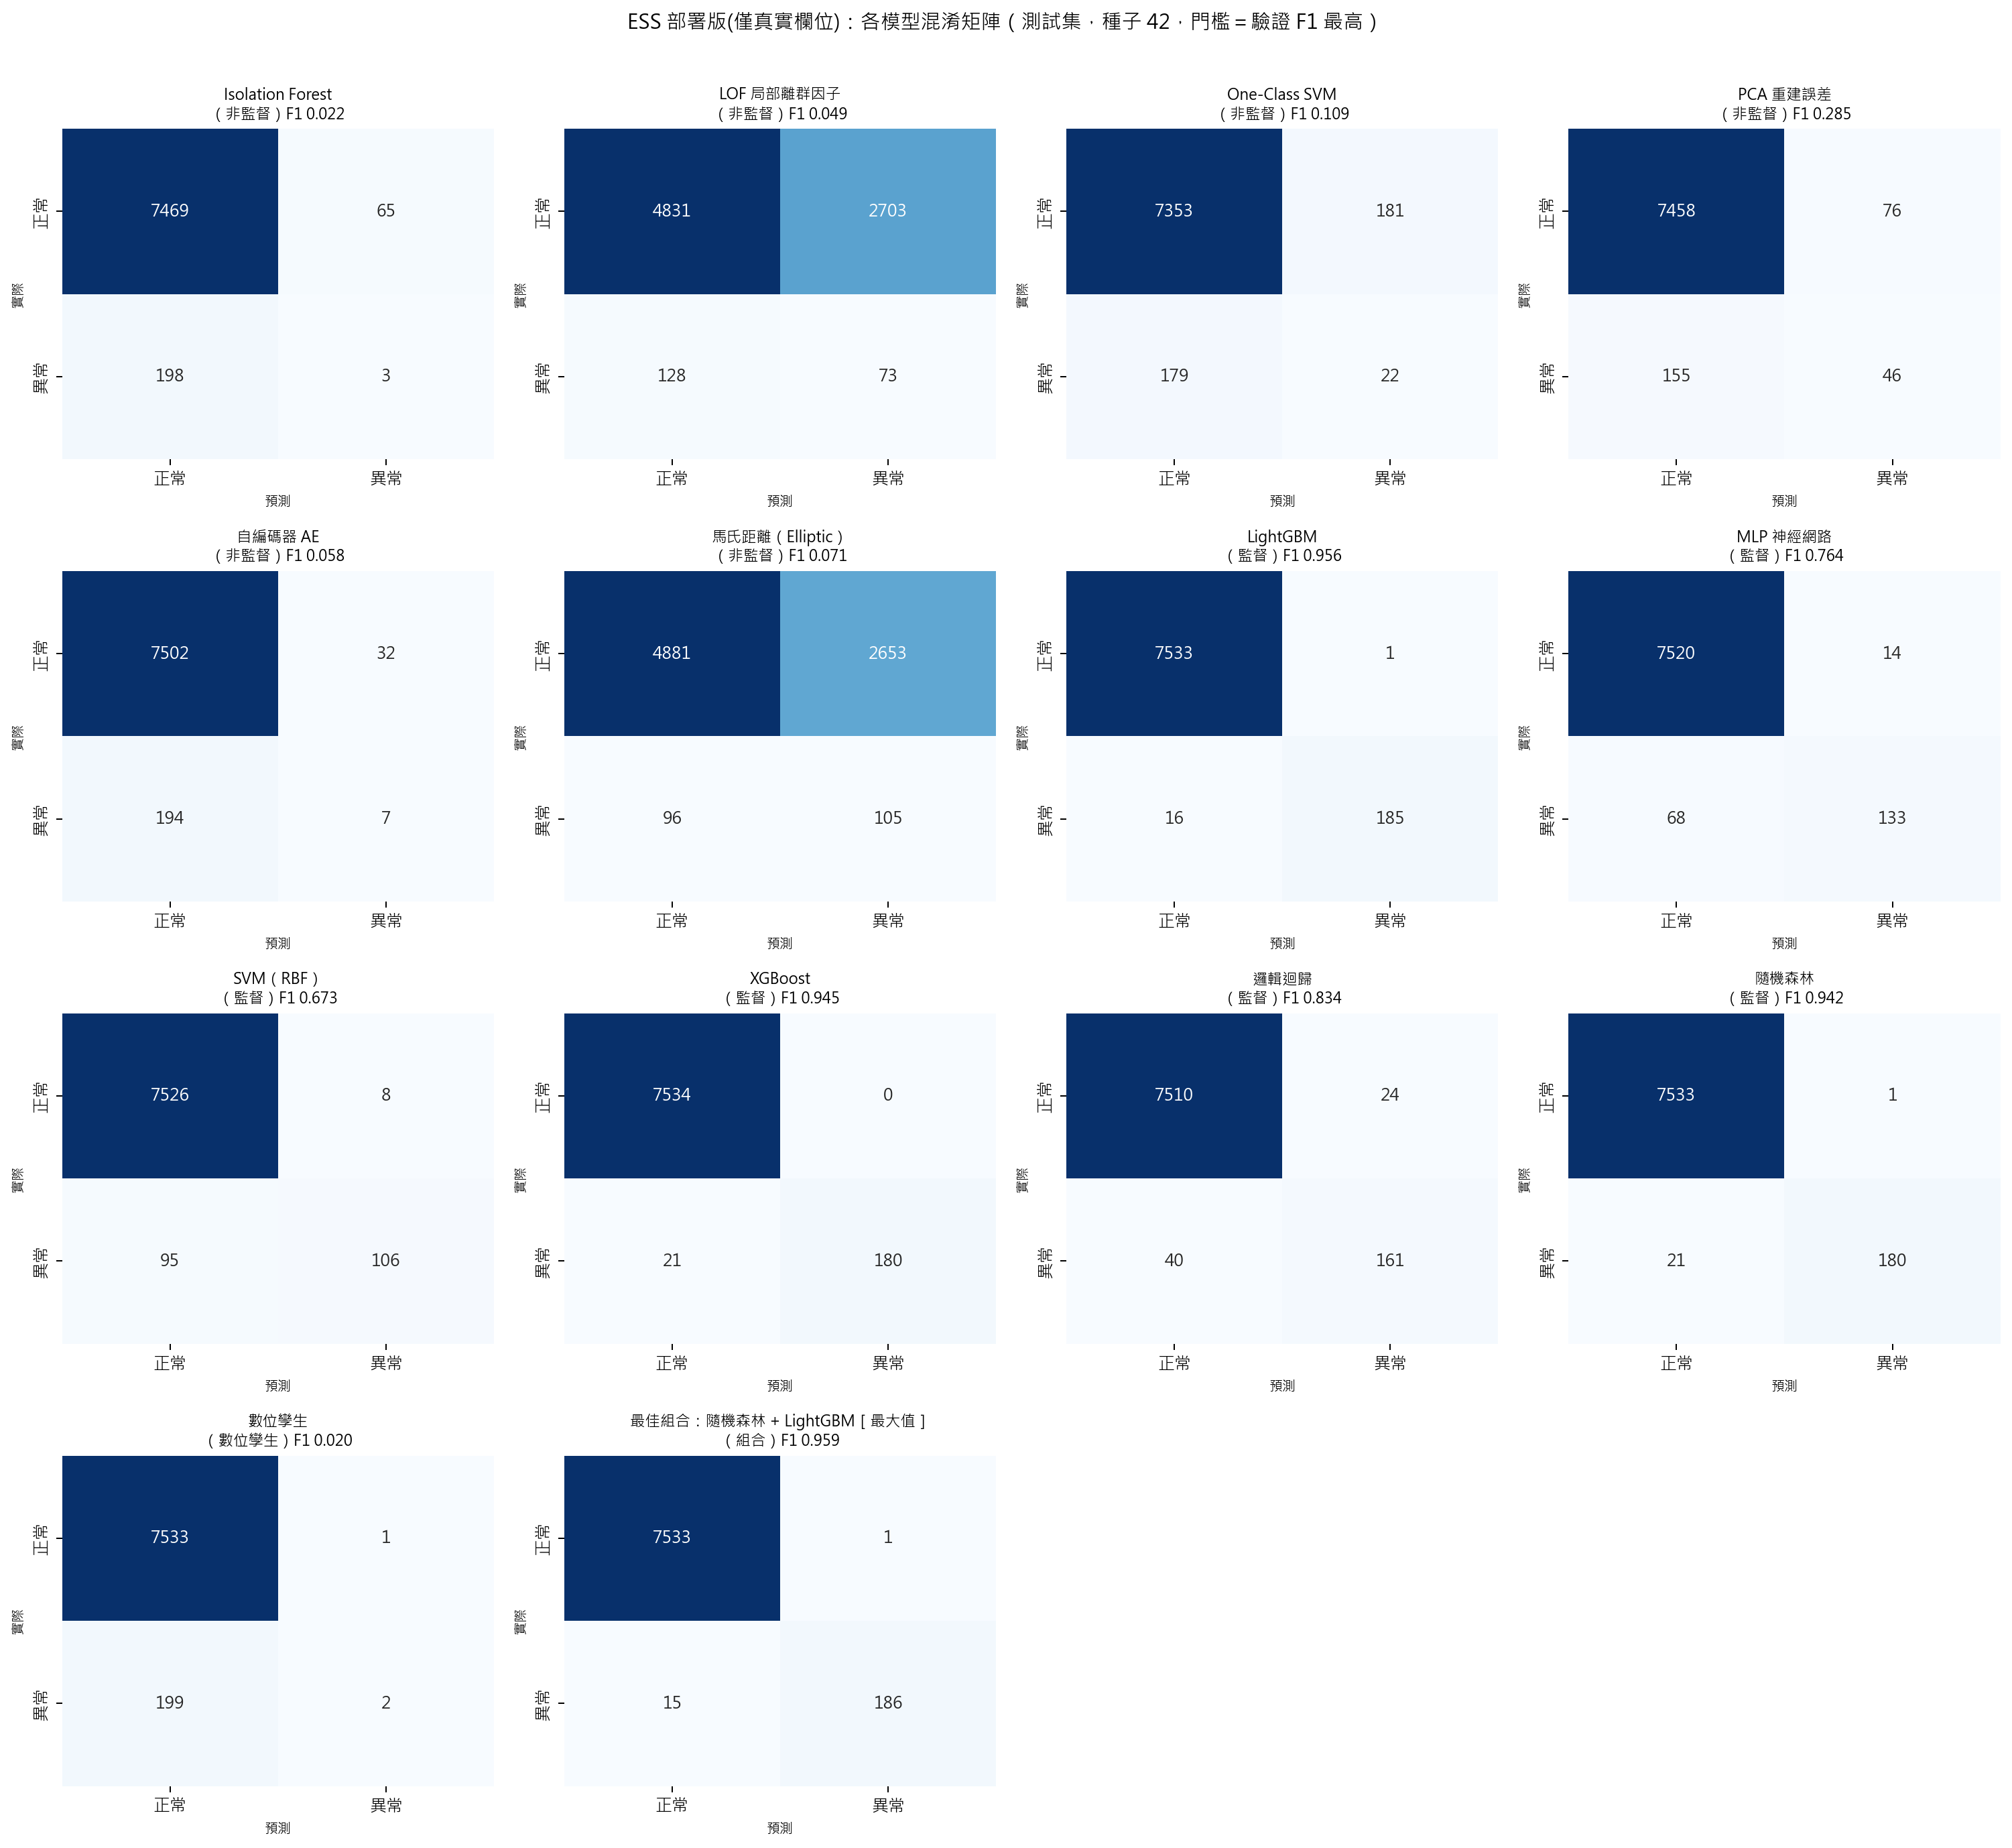 ESS 部署版(僅真實欄位)：各模型混淆矩陣（測試集，種子 42，門檻＝驗證 F1 最高）
Isolation Forest
（非監督）F1 0.022
正常
7469
65
實際
異常
198
3
正常
異常
預測
LOF 局部離群因子
（非監督）F1 0.049
正常
4831
2703
實際
異常
128
73
正常
異常
預測
One-Class SVM
（非監督）F1 0.109
正常
7353
181
實際
異常
179
22
正常
異常
預測
PCA 重建誤差
（非監督）F1 0.285
正常
7458
76
實際
異常
155
46
正常
異常
預測
自編碼器 AE
（非監督）F1 0.058
正常
7502
32
實際
異常
194
7
正常
異常
預測
馬氏距離（Elliptic）
（非監督）F1 0.071
正常
4881
2653
實際
異常
96
105
正常
異常
預測
LightGBM
（監督）F1 0.956
正常
7533
1
實際
異常
16
185
正常
異常
預測
MLP 神經網路
（監督）F1 0.764
正常
7520
14
實際
異常
68
133
正常
異常
預測
SVM（RBF）
（監督）F1 0.673
正常
7526
8
實際
異常
95
106
正常
異常
預測
XGBoost
（監督）F1 0.945
正常
7534
0
實際
異常
21
180
正常
異常
預測
邏輯迴歸
（監督）F1 0.834
正常
7510
24
實際
異常
40
161
正常
異常
預測
隨機森林
（監督）F1 0.942
正常
7533
1
實際
異常
21
180
正常
異常
預測
數位孿生
（數位孿生）F1 0.020
正常
7533
1
實際
異常
199
2
正常
異常
預測
最佳組合：隨機森林 + LightGBM［最大值］
（組合）F1 0.959
正常
7533
1
實際
異常
15
186
正常
異常
預測